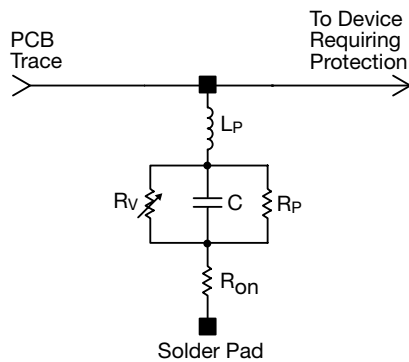 PCB
Trace
To Device
Requiring
Protection
LP
RV
C
RP
Ron
Solder Pad